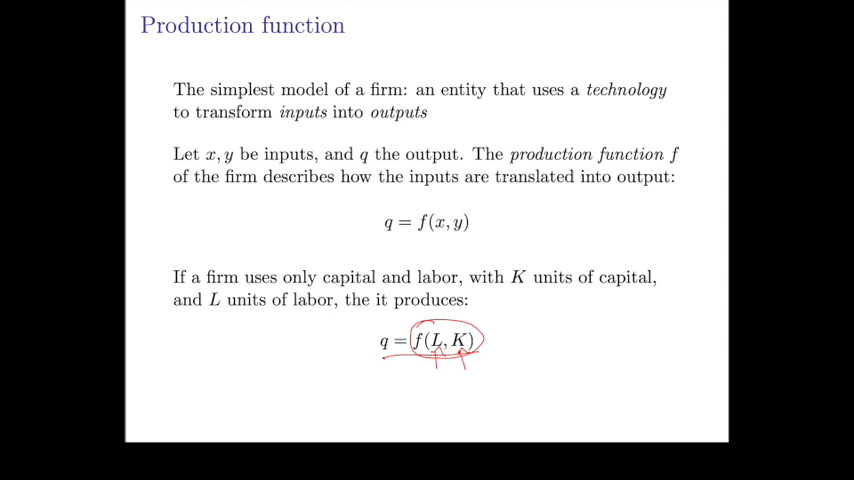 Production function
The simplest model of a firm: an entity that uses a technology
to transform inputs into outputs
Let x, y be inputs, and q the output. The production function f
of the firm describes how the inputs are translated into output:
q = f(x, y)
If a firm uses only capital and labor, with K units of capital,
and L units of labor, the it produces:
q = f(L, K)